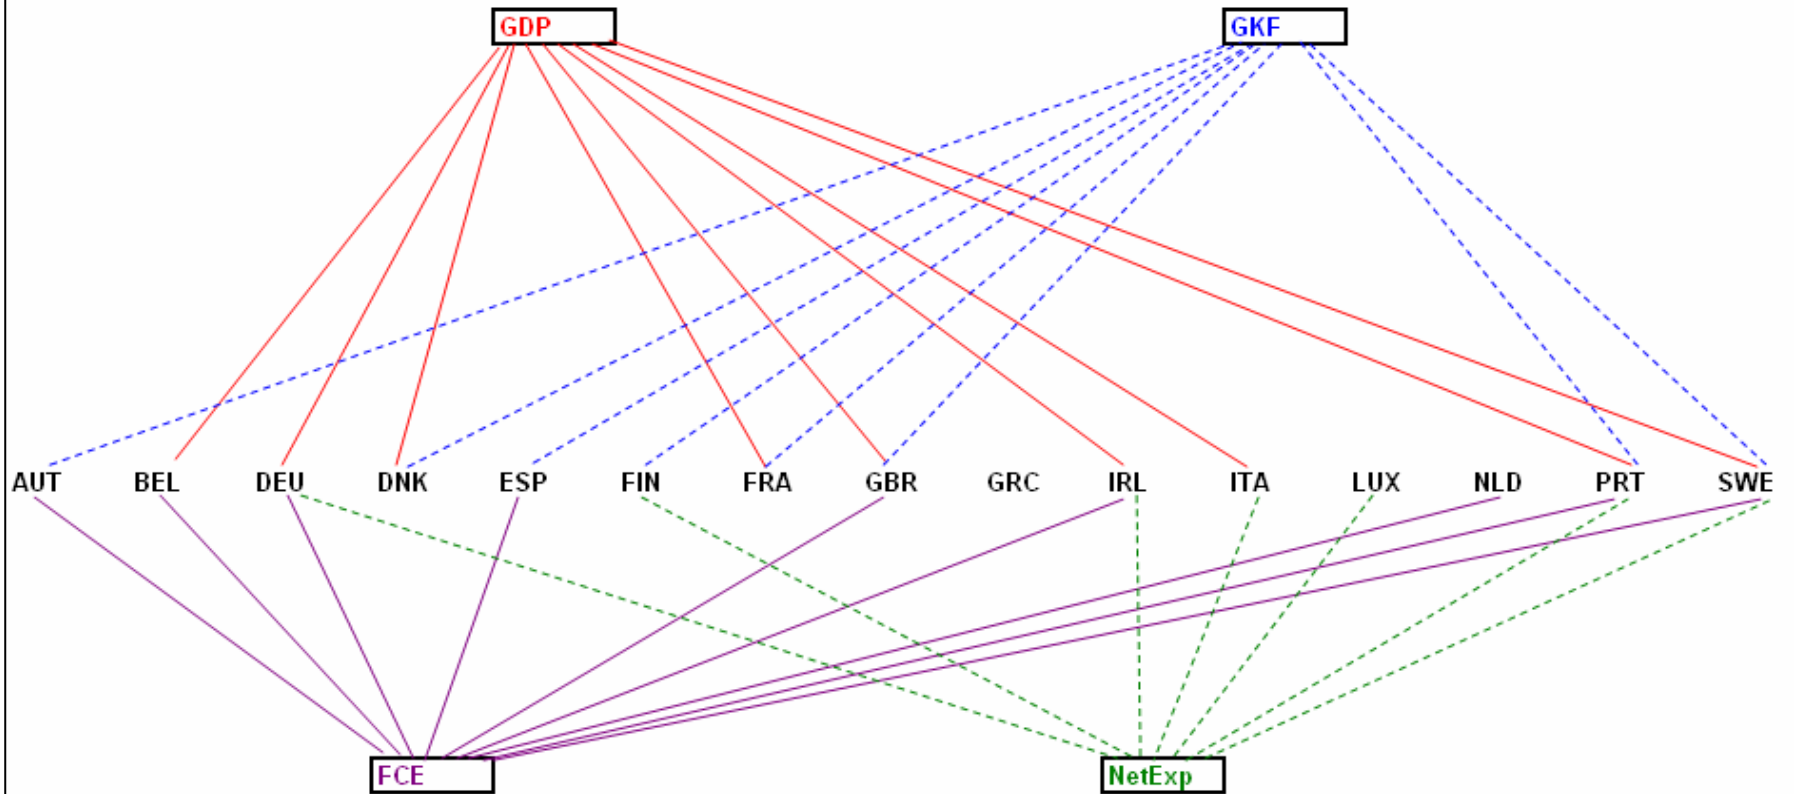 GDP GKF
AUT BEL DEU DNK ESP FIN FRA GBR GRC IRL ITA LUX NLD PRT SWE
FCE NetExp